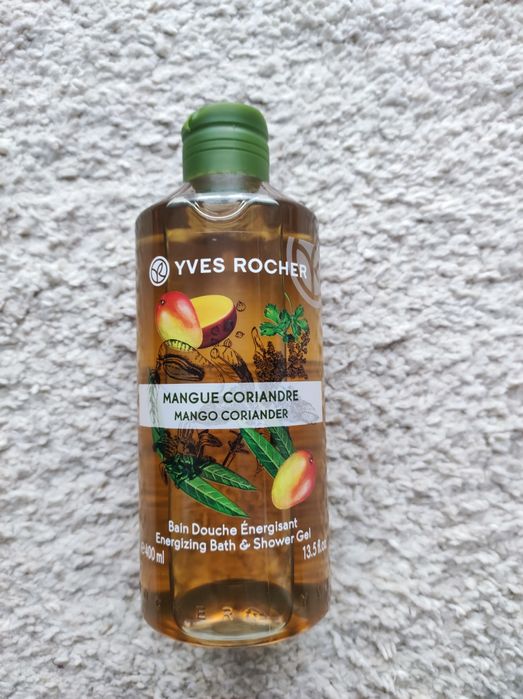 YVES ROCHER
MANGUE CORIANDRE
MANGO CORIANDER
Bain Douche Énergisant
Energizing Bath & Shower Gel
℮400 ml 13.5 fl.oz